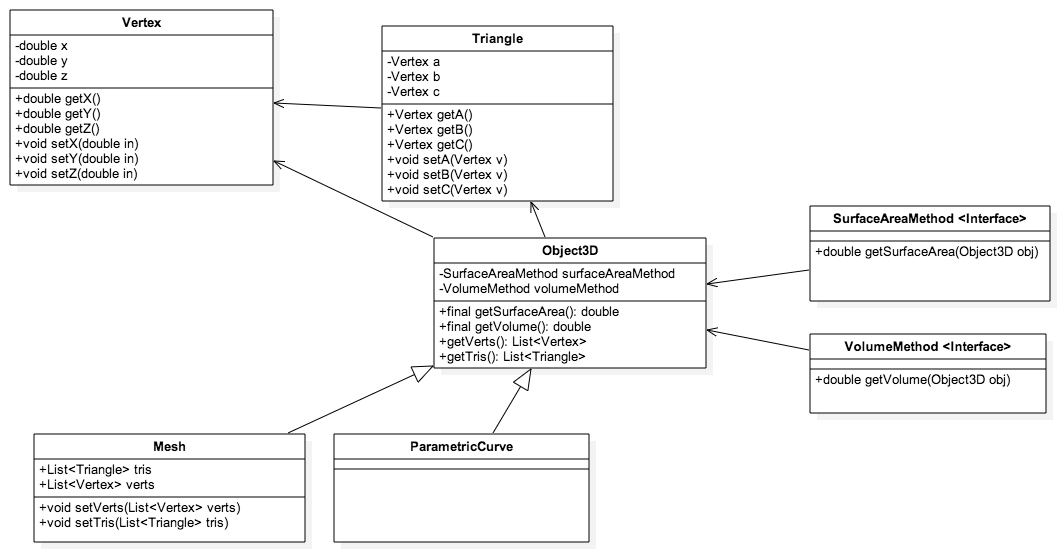 Vertex
-double x
-double y
-double z
+double getX()
+double getY()
+double getZ()
+void setX(double in)
+void setY(double in)
+void setZ(double in)
Triangle
-Vertex a
-Vertex b
-Vertex c
+Vertex getA()
+Vertex getB()
+Vertex getC()
+void setA(Vertex v)
+void setB(Vertex v)
+void setC(Vertex v)
Object3D
-SurfaceAreaMethod surfaceAreaMethod
-VolumeMethod volumeMethod
+final getSurfaceArea(): double
+final getVolume(): double
+getVerts(): List<Vertex>
+getTris(): List<Triangle>
SurfaceAreaMethod <Interface>
+double getSurfaceArea(Object3D obj)
VolumeMethod <Interface>
+double getVolume(Object3D obj)
Mesh
+List<Triangle> tris
+List<Vertex> verts
+void setVerts(List<Vertex> verts)
+void setTris(List<Triangle> tris)
ParametricCurve